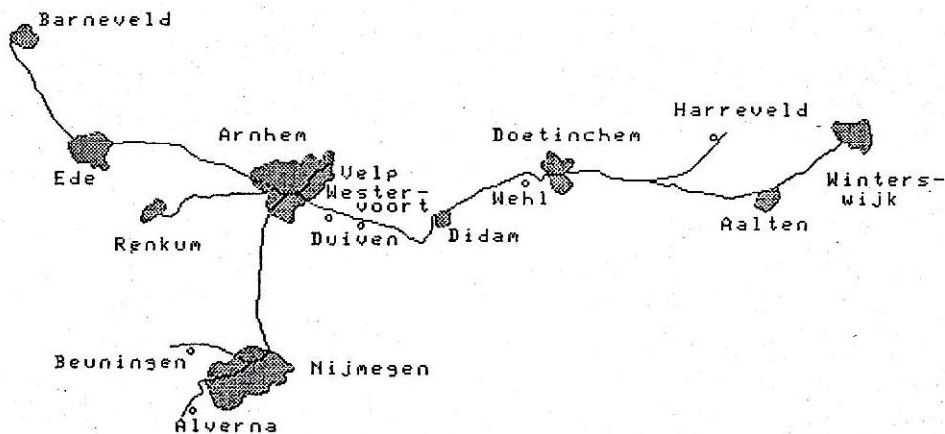 Barneveld
Harreveld
Arnhem
Doetinchem
Velp
Ede
Wester-
voort
Wehl
Winters-
wijk
Renkum
Duiven
Didam
Aalten
Beuningen
Nijmegen
Alverna